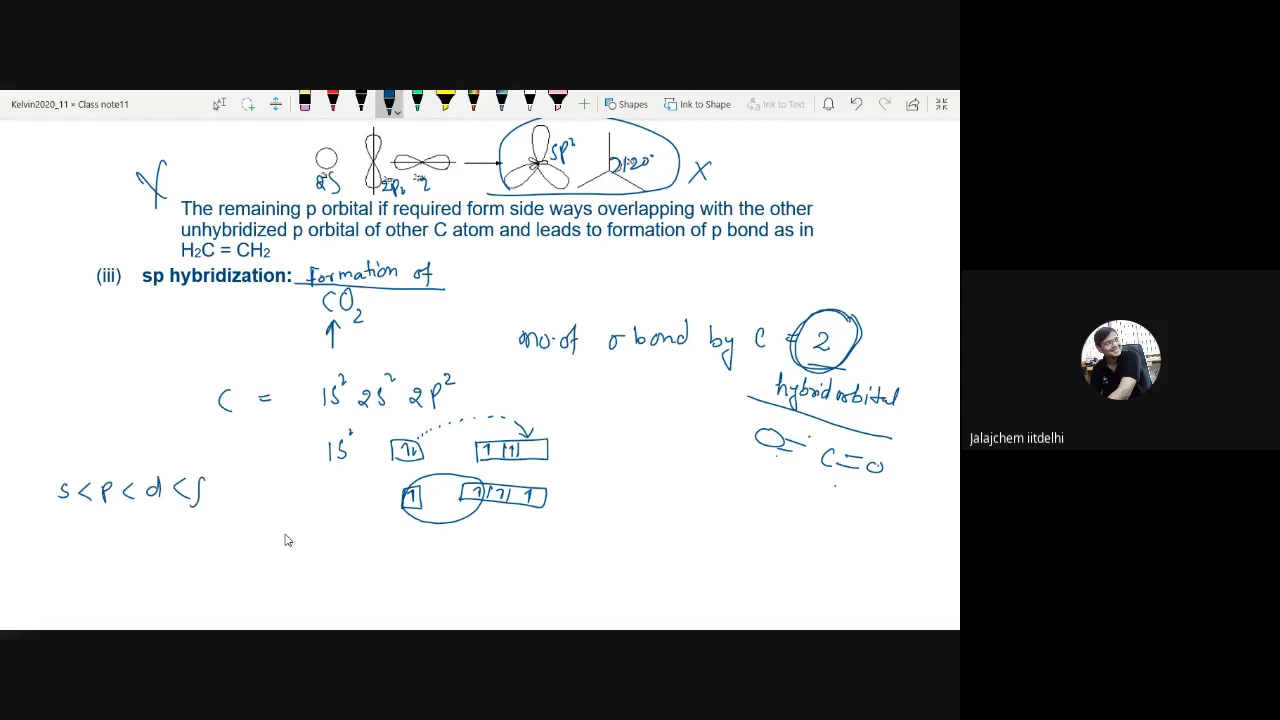 Kelvin2020_11 » Class note11
Shapes
Ink to Shape
Ink to Text
sp²
120°
2S
X
The remaining p orbital if required form side ways overlapping with the other
unhybridized p orbital of other C atom and leads to formation of p bond as in
H₂C = CH₂
(iii) sp hybridization: Formation of
CO₂
no. of σ bond by C = 2
hybrid orbital
C = 1S² 2S² 2P²
1S²
O = C = O
s < p < d < f
Jalajchem iitdelhi